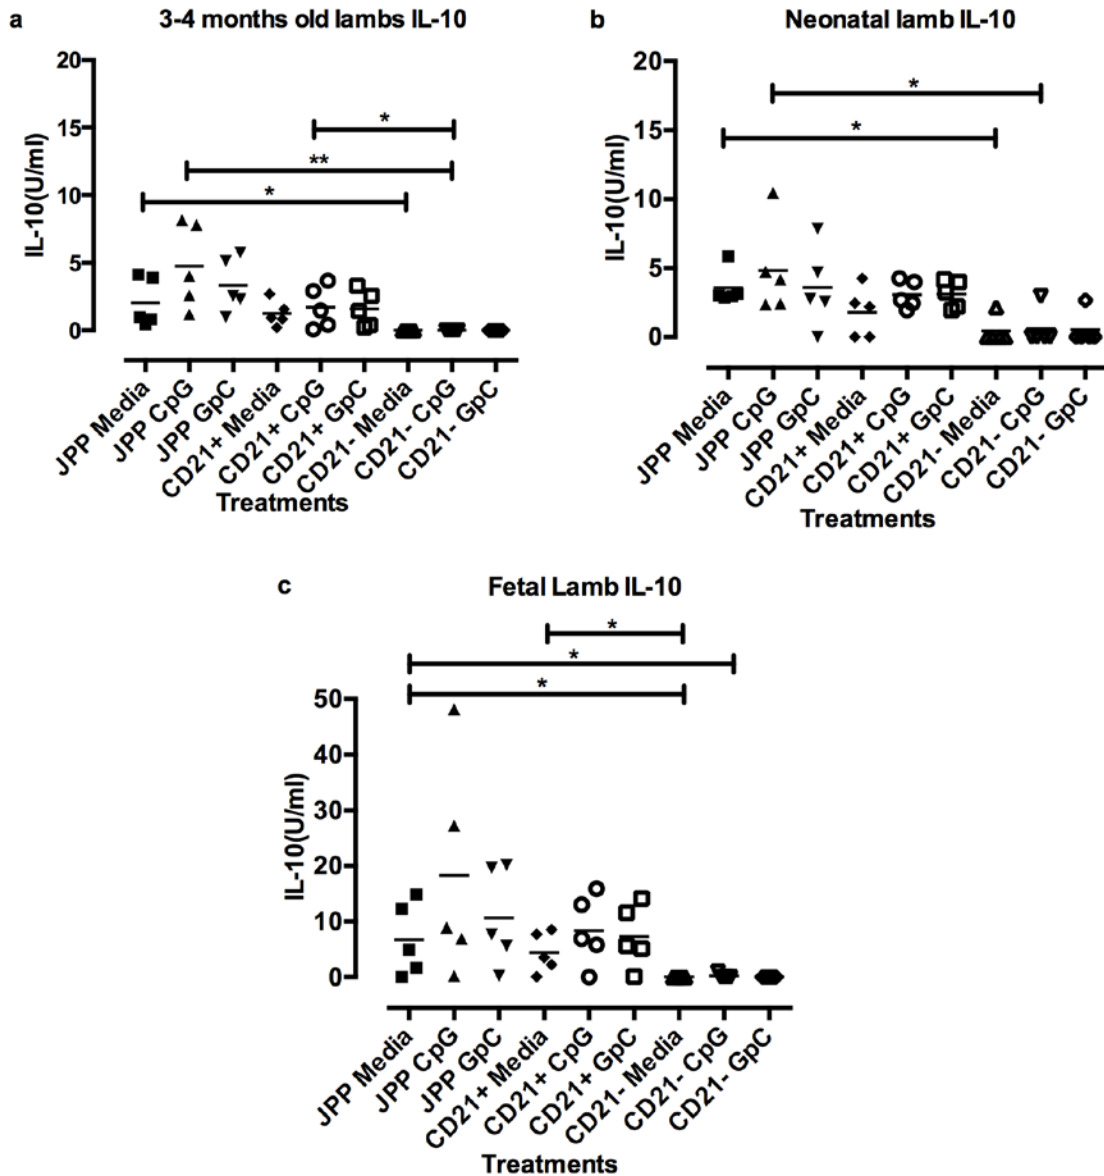 a
3-4 months old lambs IL-10
IL-10(U/ml)
20
15
10
5
0
*
**
*
JPP Media
JPP CpG
JPP GpC
CD21+ Media
CD21+ CpG
CD21+ GpC
CD21- Media
CD21- CpG
CD21- GpC
Treatments
b
Neonatal lamb IL-10
IL-10(U/ml)
20
15
10
5
0
*
*
JPP Media
JPP CpG
JPP GpC
CD21+ Media
CD21+ CpG
CD21+ GpC
CD21- Media
CD21- CpG
CD21- GpC
Treatments
c
Fetal Lamb IL-10
IL-10(U/ml)
50
40
30
20
10
0
*
*
*
JPP Media
JPP CpG
JPP GpC
CD21+ Media
CD21+ CpG
CD21+ GpC
CD21- Media
CD21- CpG
CD21- GpC
Treatments